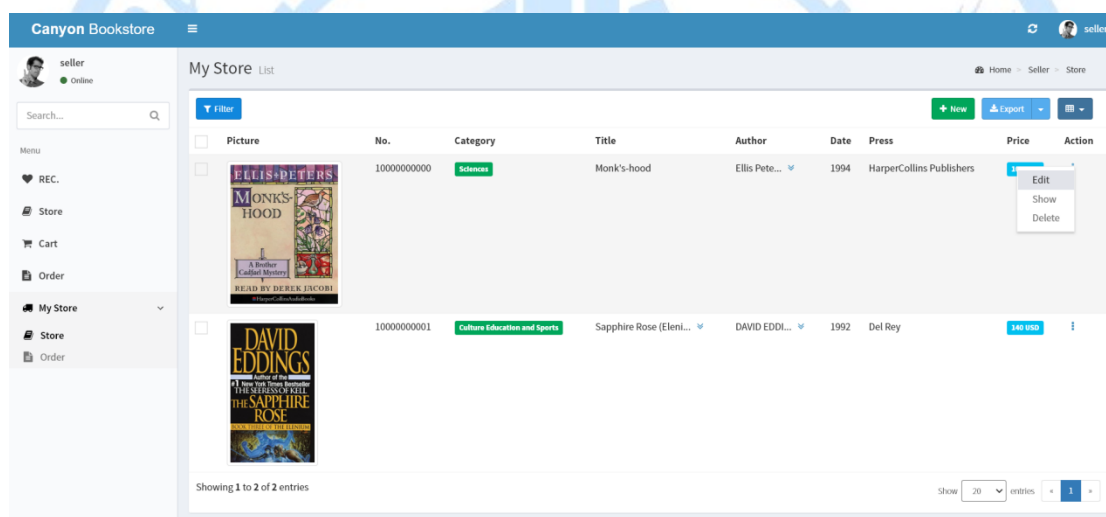 Canyon Bookstore
seller
seller
Online
My Store List
Home > Seller > Store
Search...
Filter
New
Export
Menu
Picture No. Category Title Author Date Press Price Action
REC.
Store
Cart
Order
My Store
Store
Order
ELLIS PETERS
MONK'S-
HOOD
A Brother
Cadfael Mystery
READ BY DEREK JACOBI
HarperCollinsAudioBooks
10000000000 Sciences Monk's-hood Ellis Pete... 1994 HarperCollins Publishers
Edit
Show
Delete
DAVID
EDDINGS
Author of the
#1 New York Times Bestseller
THE SEERESS OF KELL
THE SAPPHIRE
ROSE
BOOK THREE OF THE ELENIUM
10000000001 Culture Education and Sports Sapphire Rose (Eleni... DAVID EDDI... 1992 Del Rey 140 USD
Showing 1 to 2 of 2 entries
Show 20 entries « 1 »